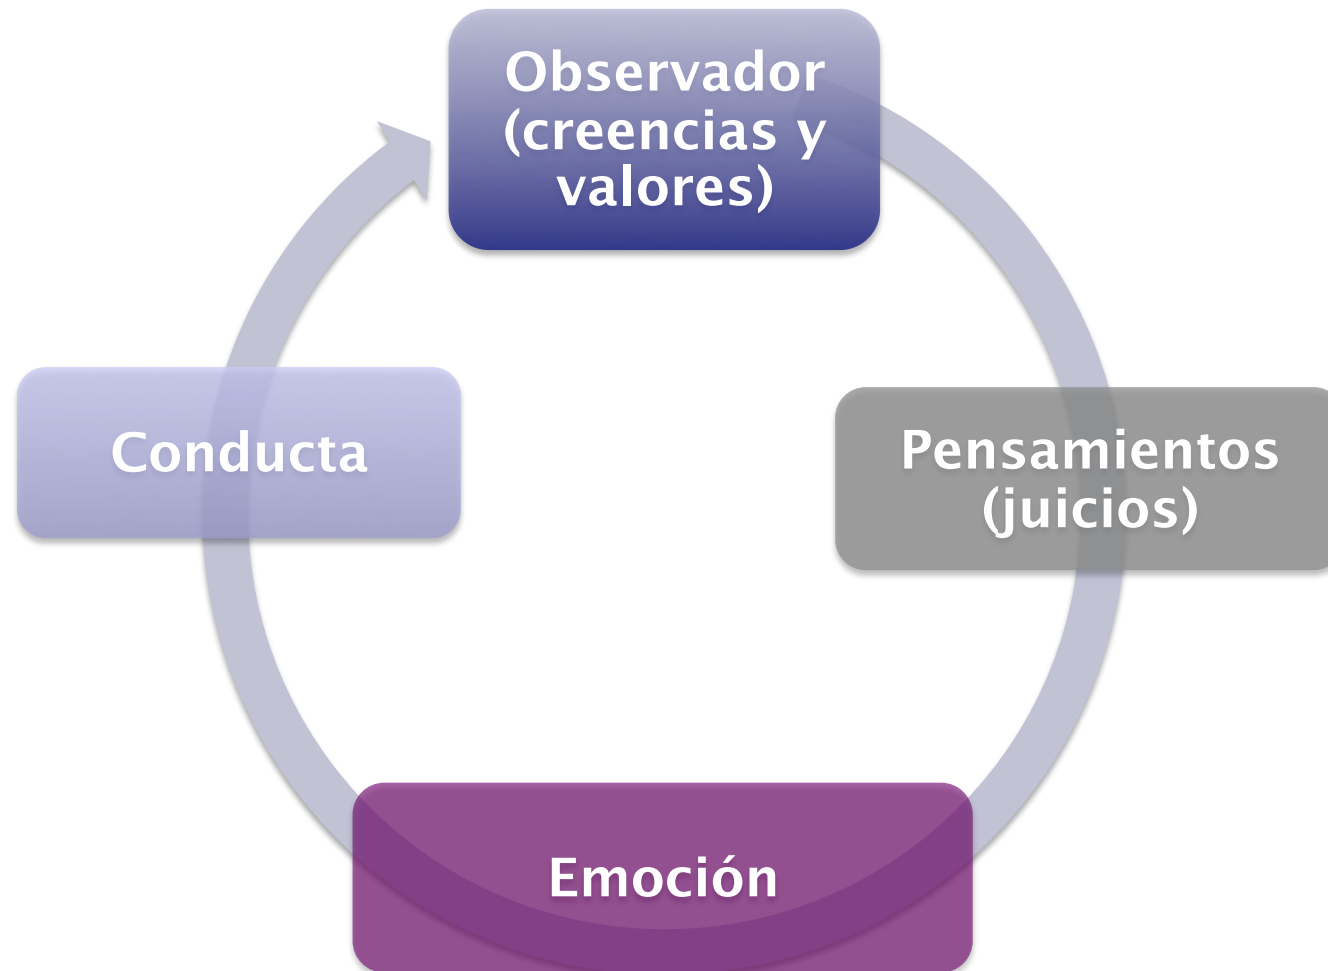 Observador
(creencias y
valores)
Conducta
Pensamientos
(juicios)
Emoción